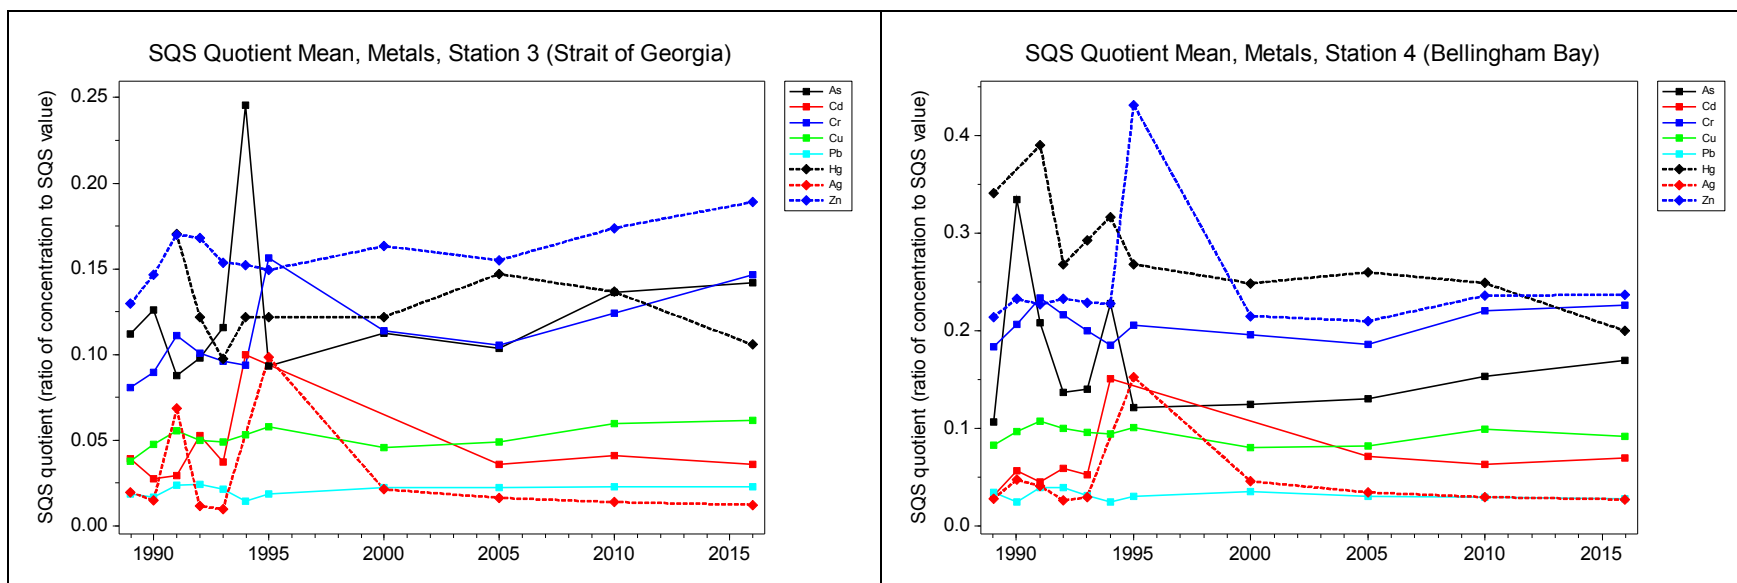 SQS Quotient Mean, Metals, Station 3 (Strait of Georgia)
SQS quotient (ratio of concentration to SQS value)
0.25
0.20
0.15
0.10
0.05
0.00
1990 1995 2000 2005 2010 2015
As
Cd
Cr
Cu
Pb
Hg
Ag
Zn
SQS Quotient Mean, Metals, Station 4 (Bellingham Bay)
SQS quotient (ratio of concentration to SQS value)
0.4
0.3
0.2
0.1
0.0
1990 1995 2000 2005 2010 2015
As
Cd
Cr
Cu
Pb
Hg
Ag
Zn